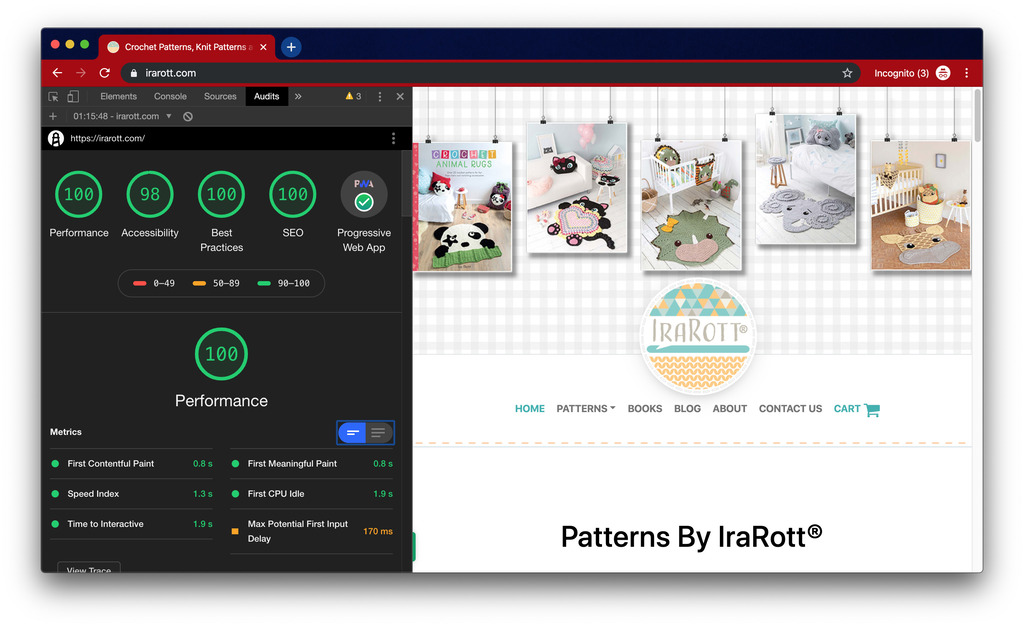 Crochet Patterns, Knit Patterns a
irarott.com
Incognito (3)
Elements Console Sources Audits » 3
01:15:48 - irarott.com
https://irarott.com/
100 98 100 100 PWA
Performance Accessibility Best Practices SEO Progressive Web App
0–49 50–89 90–100
100
Performance
Metrics
First Contentful Paint 0.8 s
First Meaningful Paint 0.8 s
Speed Index 1.3 s
First CPU Idle 1.9 s
Time to Interactive 1.9 s
Max Potential First Input Delay 170 ms
View Trace
CROCHET
ANIMAL RUGS
IRAROTT®
HOME PATTERNS BOOKS BLOG ABOUT CONTACT US CART
Patterns By IraRott®